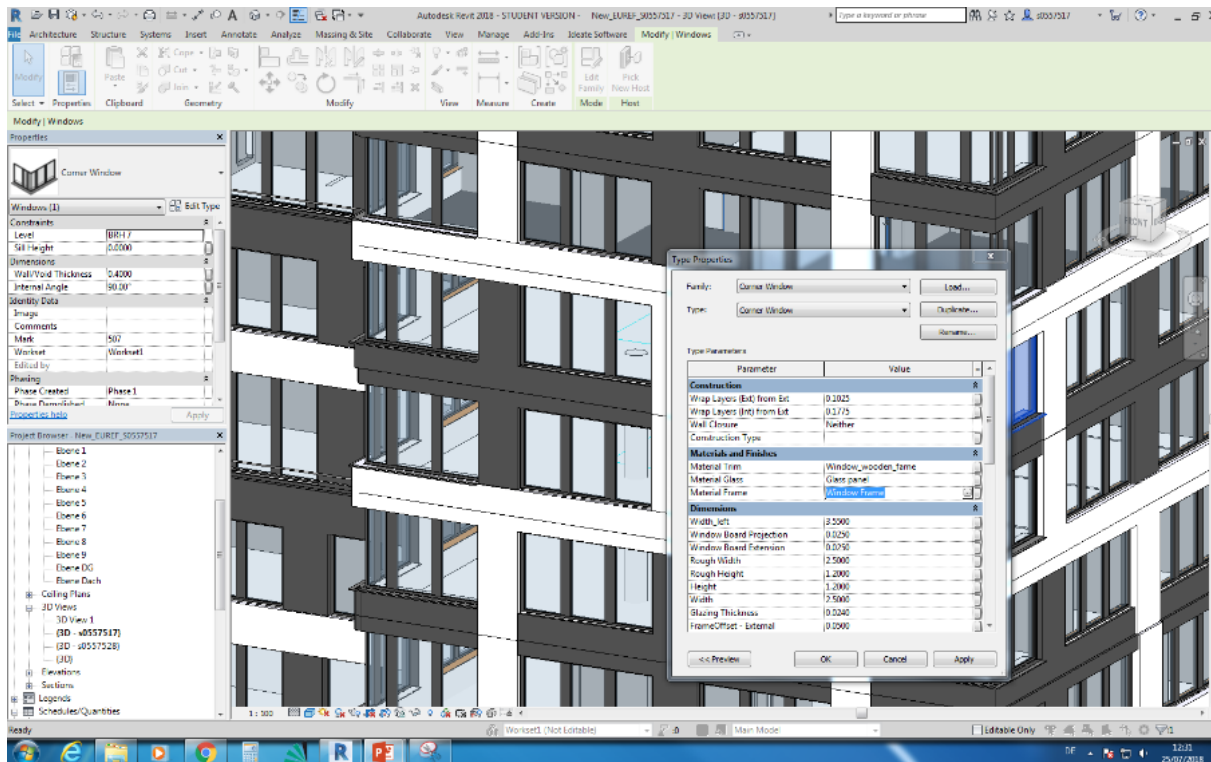 Autodesk Revit 2018 - STUDENT VERSION - New_EUREF_S0557517 - 3D View: {3D - s0557517}
Type a keyword or phrase
s0557517
File Architecture Structure Systems Insert Annotate Analyze Massing & Site Collaborate View Manage Add-Ins Ideate Software Modify | Windows
Modify
Paste
Cope
Cut
Join
Edit Family
Pick New Host
Select Properties Clipboard Geometry Modify View Measure Create Mode Host
Modify | Windows
Properties
Corner Window
Windows (1) Edit Type
Constraints
Level BRH 7
Sill Height 0.0000
Dimensions
Wall/Void Thickness 0.4000
Internal Angle 90.00°
Identity Data
Image
Comments
Mark 507
Workset Workset1
Edited by
Phasing
Phase Created Phase 1
Phase Demolished None
Properties help Apply
Project Browser - New_EUREF_S0557517
Ebene 1
Ebene 2
Ebene 3
Ebene 4
Ebene 5
Ebene 6
Ebene 7
Ebene 8
Ebene 9
Ebene DG
Ebene Dach
Ceiling Plans
3D Views
3D View 1
{3D - s0557517}
{3D - s0557528}
{3D}
Elevations
Sections
Legends
Schedules/Quantities
FRONT
Type Properties
Family: Corner Window Load...
Type: Corner Window Duplicate...
Rename...
Type Parameters
Parameter Value
Construction
Wrap Layers (Ext) from Ext 0.1025
Wrap Layers (Int) from Ext 0.1775
Wall Closure Neither
Construction Type
Materials and Finishes
Material Trim Window_wooden_fame
Material Glass Glass panel
Material Frame Window Frame
Dimensions
Width_left 3.5500
Window Board Projection 0.0250
Window Board Extension 0.0250
Rough Width 2.5000
Rough Height 1.2000
Height 1.2000
Width 2.5000
Glazing Thickness 0.0240
FrameOffset - External 0.0500
<< Preview OK Cancel Apply
1 : 100
Ready
Workset1 (Not Editable)
:0
Main Model
Editable Only
:1
DE
12:31
25/07/2018